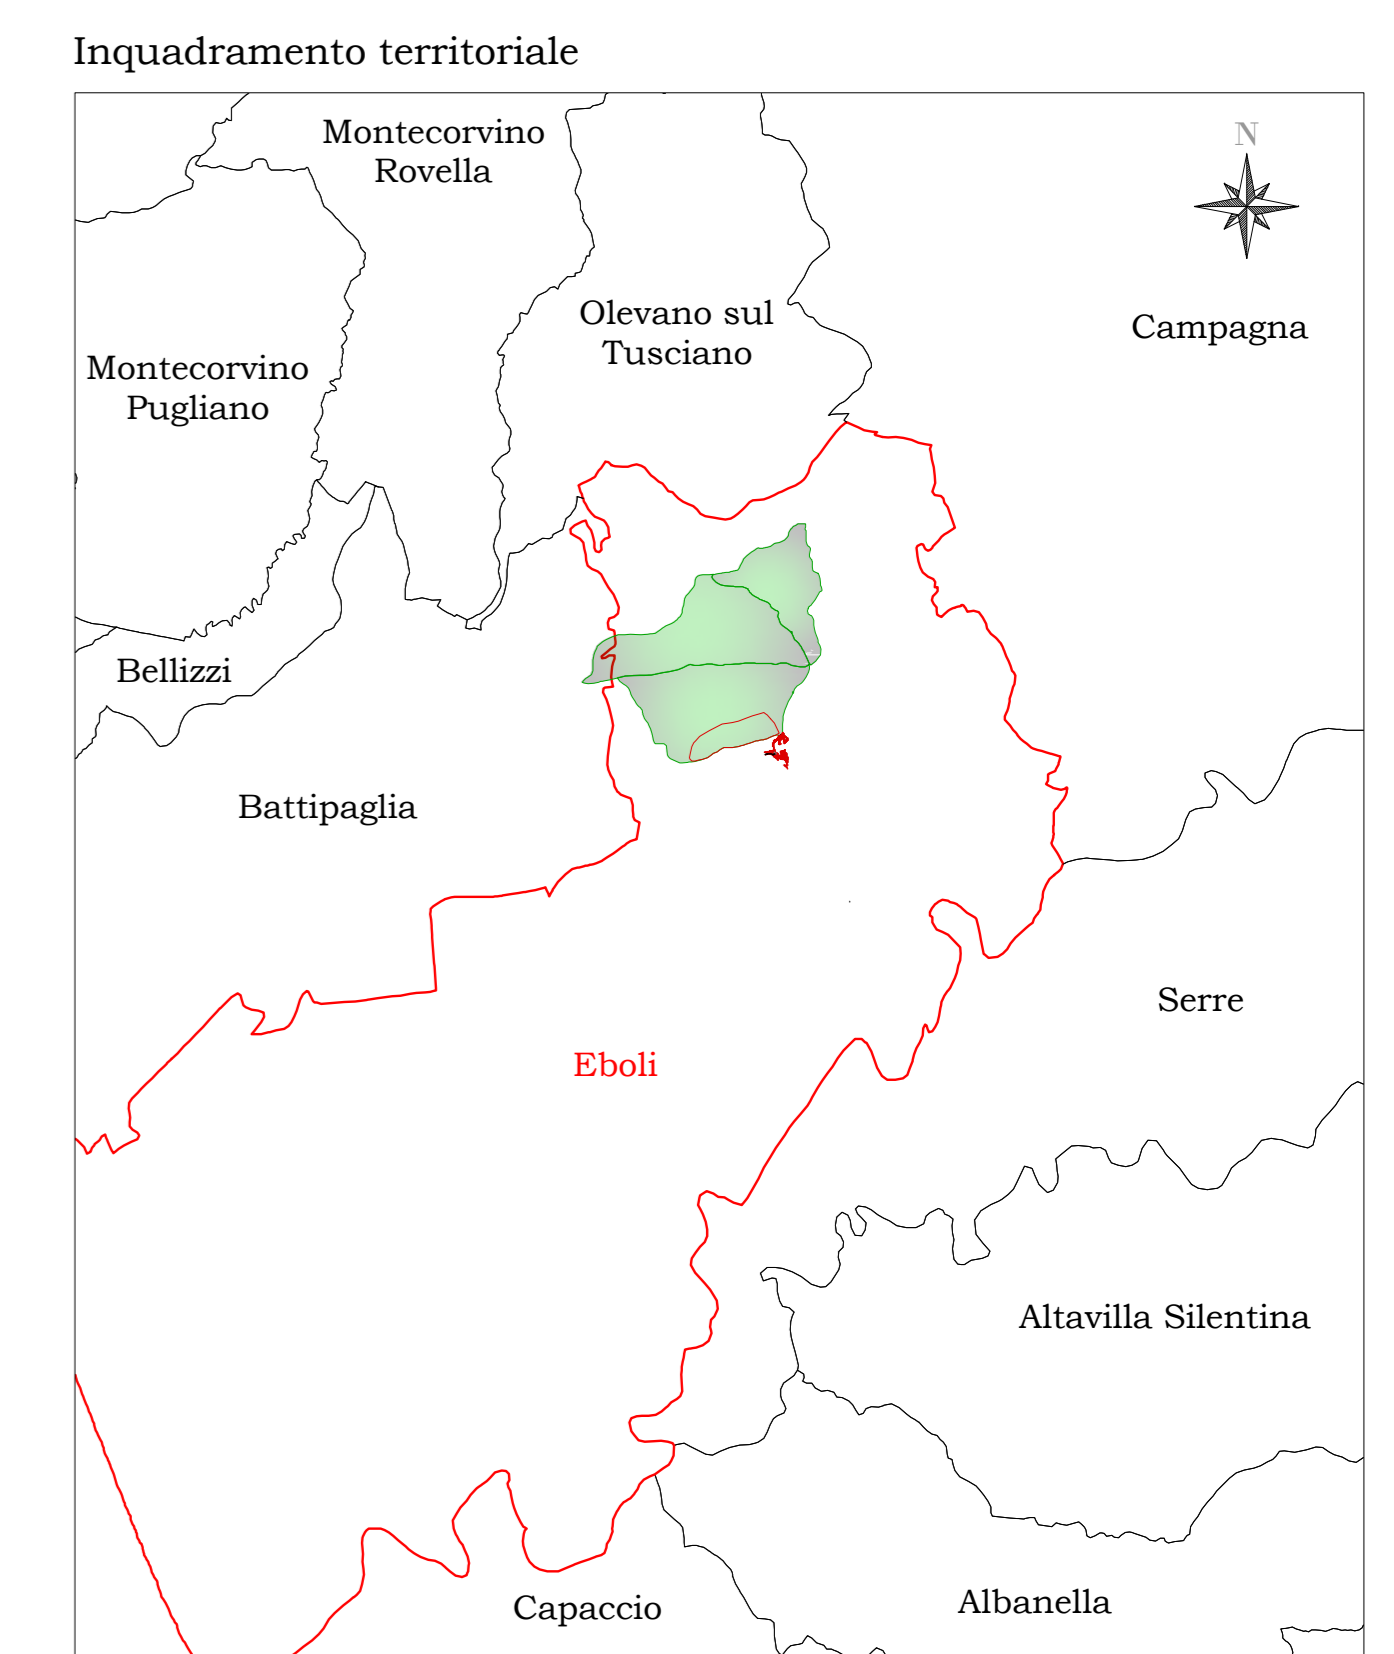 Inquadramento territoriale
Montecorvino
Rovella
N
Olevano sul
Tusciano
Campagna
Montecorvino
Pugliano
Bellizzi
Battipaglia
Serre
Eboli
Altavilla Silentina
Capaccio
Albanella